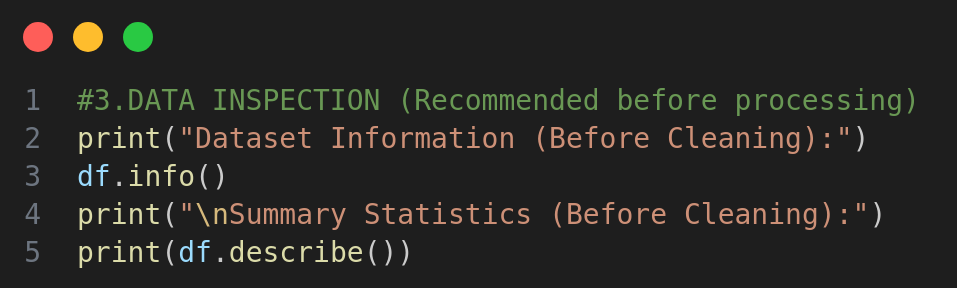 1 #3.DATA INSPECTION (Recommended before processing)
2 print("Dataset Information (Before Cleaning):")
3 df.info()
4 print("\nSummary Statistics (Before Cleaning):")
5 print(df.describe())